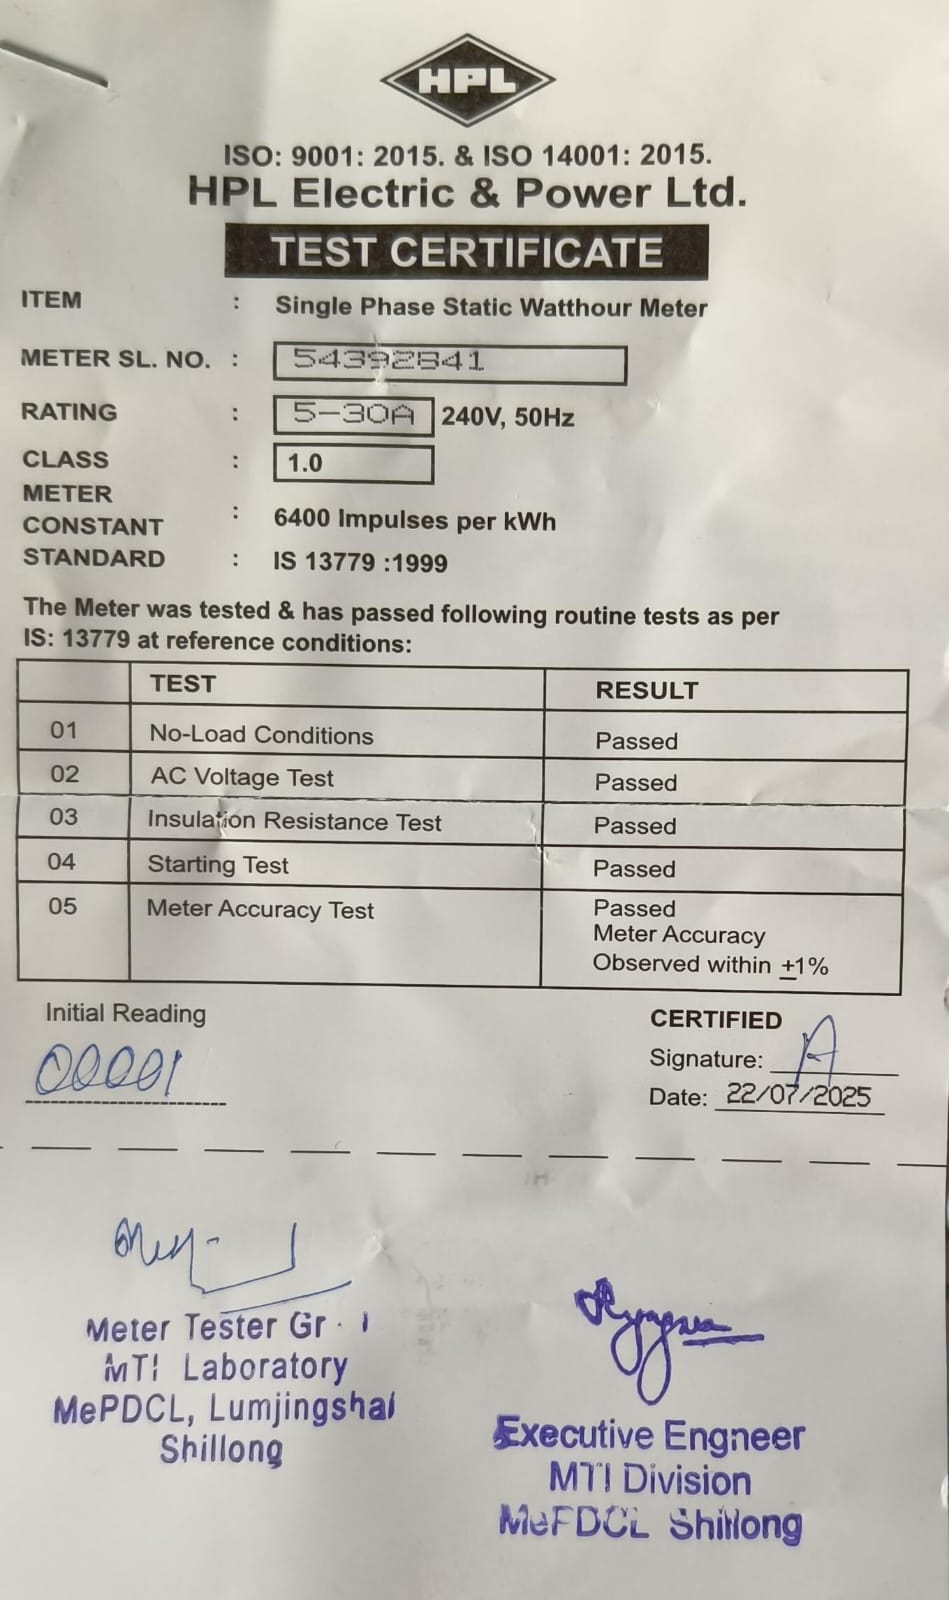 HPL
ISO: 9001: 2015. & ISO 14001: 2015.
HPL Electric & Power Ltd.
TEST CERTIFICATE
ITEM : Single Phase Static Watthour Meter
METER SL. NO. : 54392841
RATING : 5-30A 240V, 50Hz
CLASS : 1.0
METER
CONSTANT : 6400 Impulses per kWh
STANDARD : IS 13779 :1999
The Meter was tested & has passed following routine tests as per
IS: 13779 at reference conditions:
TEST RESULT
01 No-Load Conditions Passed
02 AC Voltage Test Passed
03 Insulation Resistance Test Passed
04 Starting Test Passed
05 Meter Accuracy Test Passed
Meter Accuracy
Observed within ±1%
Initial Reading
00001
CERTIFIED
Signature:
Date: 22/07/2025
Meter Tester Gr - I
MTI Laboratory
MePDCL, Lumjingshai
Shillong
Executive Engneer
MTI Division
MePDCL Shillong